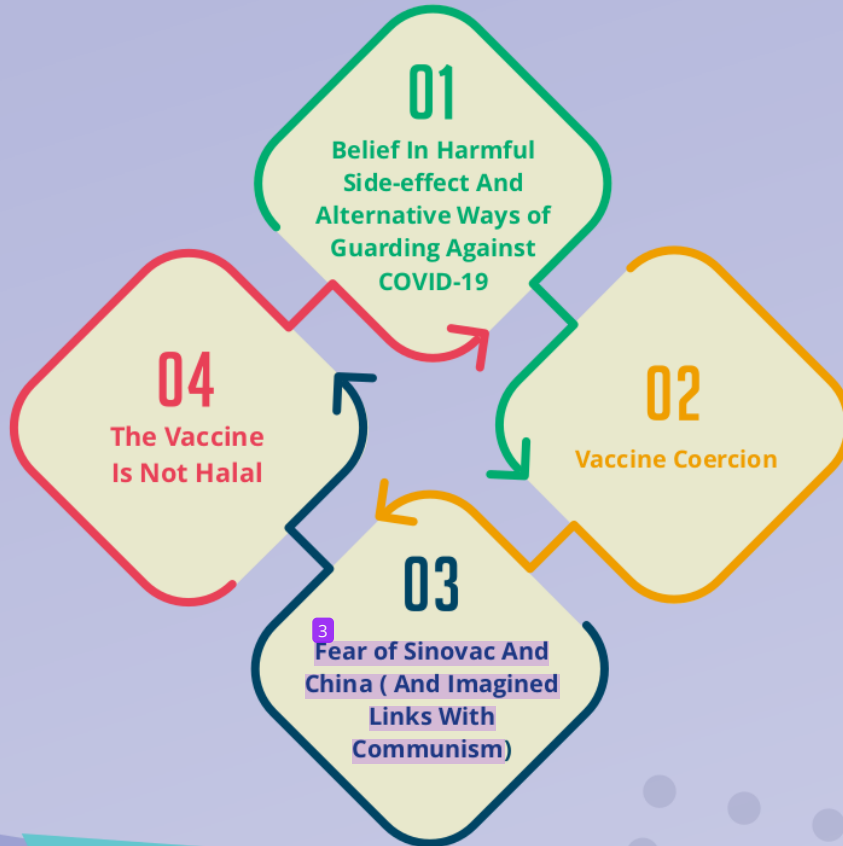 01
Belief In Harmful
Side-effect And
Alternative Ways of
Guarding Against
COVID-19
02
Vaccine Coercion
3
03
Fear of Sinovac And
China ( And Imagined
Links With
Communism)
04
The Vaccine
Is Not Halal